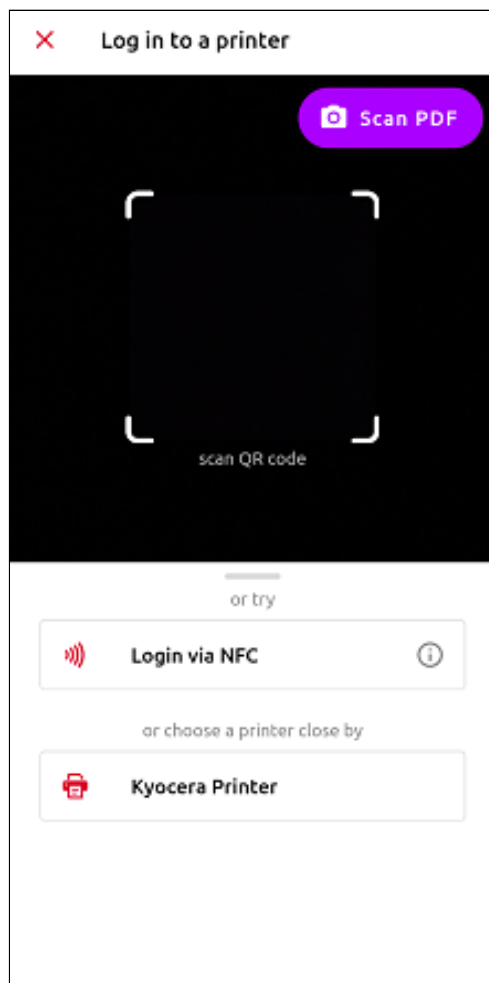 Log in to a printer
Scan PDF
scan QR code
or try
Login via NFC
or choose a printer close by
Kyocera Printer